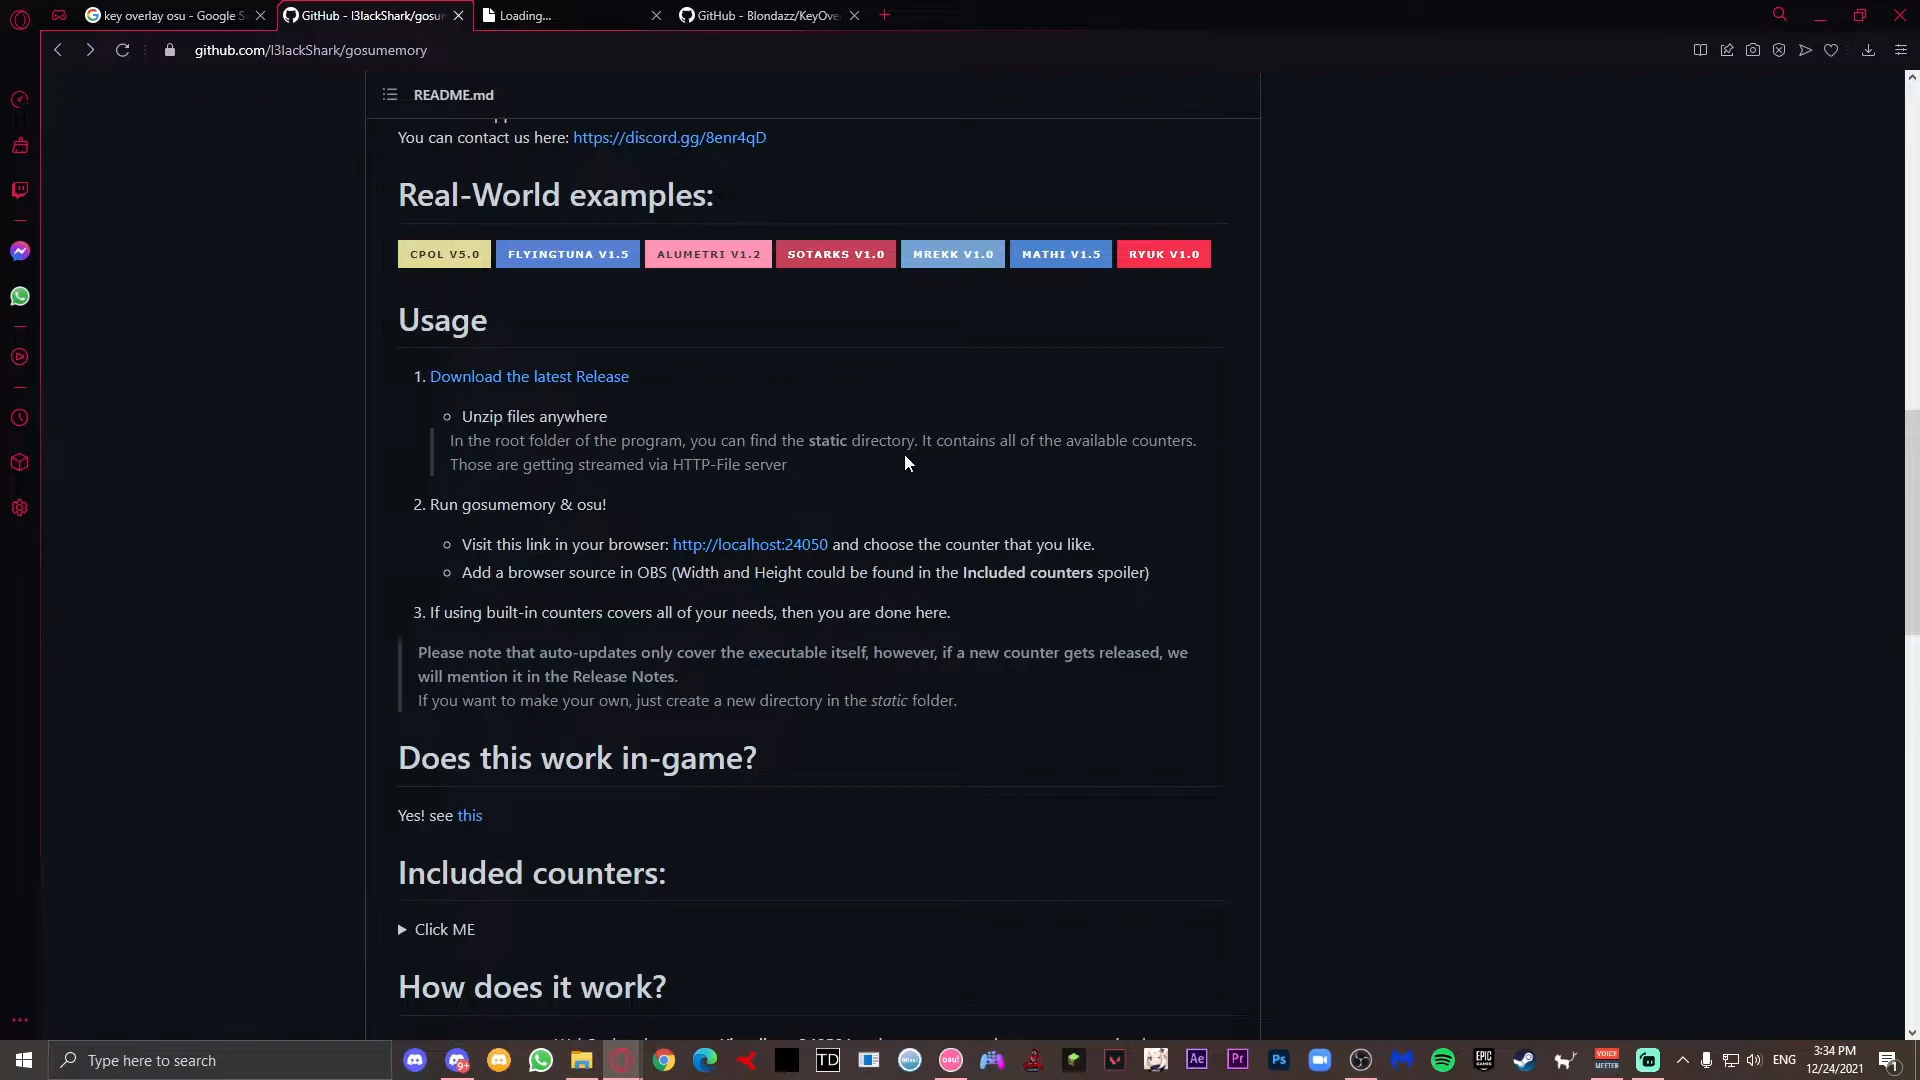 key overlay osu - Google S
GitHub - l3lackShark/gosu
Loading...
GitHub - Blondazz/KeyOve
github.com/l3lackShark/gosumemory
README.md
You can contact us here: https://discord.gg/8enr4qD
Real-World examples:
CPOL V5.0 FLYINGTUNA V1.5 ALUMETRI V1.2 SOTARKS V1.0 MREKK V1.0 MATHI V1.5 RYUK V1.0
Usage
1. Download the latest Release
Unzip files anywhere
In the root folder of the program, you can find the static directory. It contains all of the available counters.
Those are getting streamed via HTTP-File server
2. Run gosumemory & osu!
Visit this link in your browser: http://localhost:24050 and choose the counter that you like.
Add a browser source in OBS (Width and Height could be found in the Included counters spoiler)
3. If using built-in counters covers all of your needs, then you are done here.
Please note that auto-updates only cover the executable itself, however, if a new counter gets released, we
will mention it in the Release Notes.
If you want to make your own, just create a new directory in the static folder.
Does this work in-game?
Yes! see this
Included counters:
Click ME
How does it work?
Type here to search
9+
TD
osu!
Ae
Pr
Ps
EPIC GAMES
VOICE MEETER
ENG
3:34 PM
12/24/2021
1